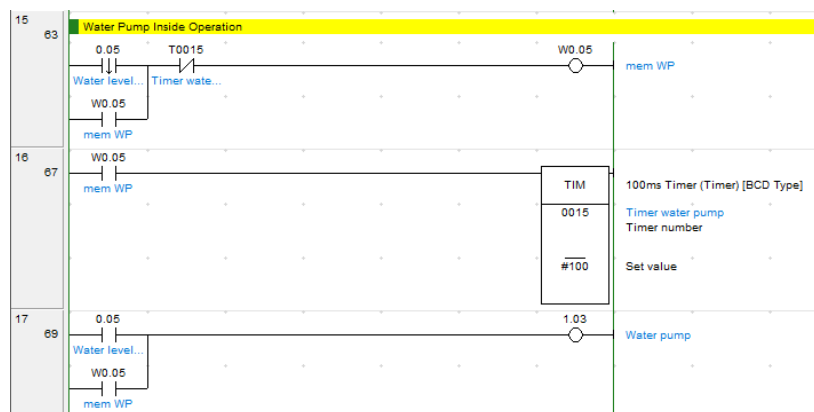 15
63
Water Pump Inside Operation
0.05 T0015 W0.05
mem WP
Water level... Timer wate...
W0.05
mem WP
16
67
W0.05
mem WP
TIM
100ms Timer (Timer) [BCD Type]
0015
Timer water pump
Timer number
#100
Set value
17
69
0.05 1.03
Water pump
Water level...
W0.05
mem WP